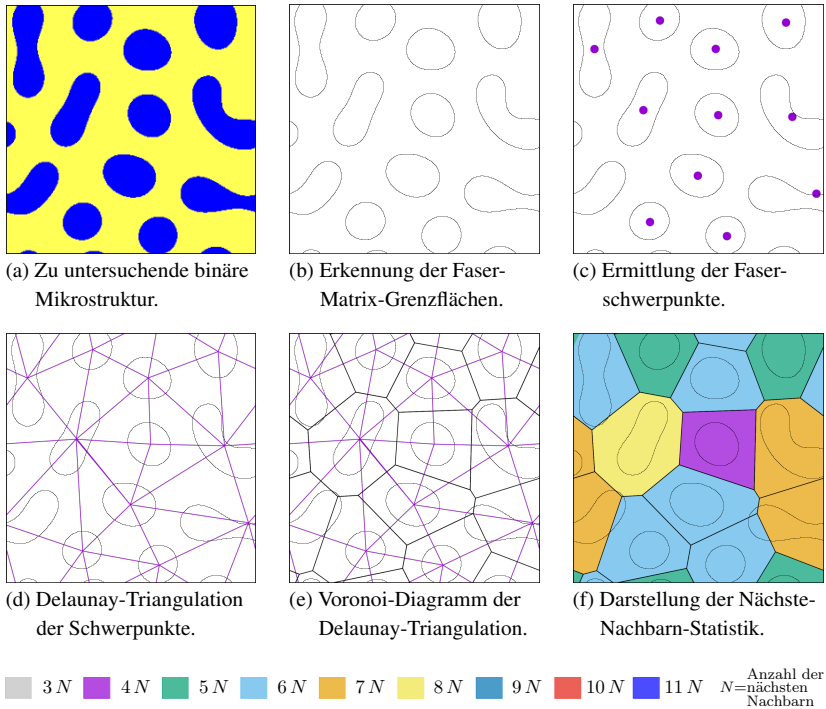 (a) Zu untersuchende binäre
Mikrostruktur.
(b) Erkennung der Faser-
Matrix-Grenzflächen.
(c) Ermittlung der Faser-
schwerpunkte.
(d) Delaunay-Triangulation
der Schwerpunkte.
(e) Voronoi-Diagramm der
Delaunay-Triangulation.
(f) Darstellung der Nächste-
Nachbarn-Statistik.
3 N 4 N 5 N 6 N 7 N 8 N 9 N 10 N 11 N
Anzahl der
N=nächsten
Nachbarn